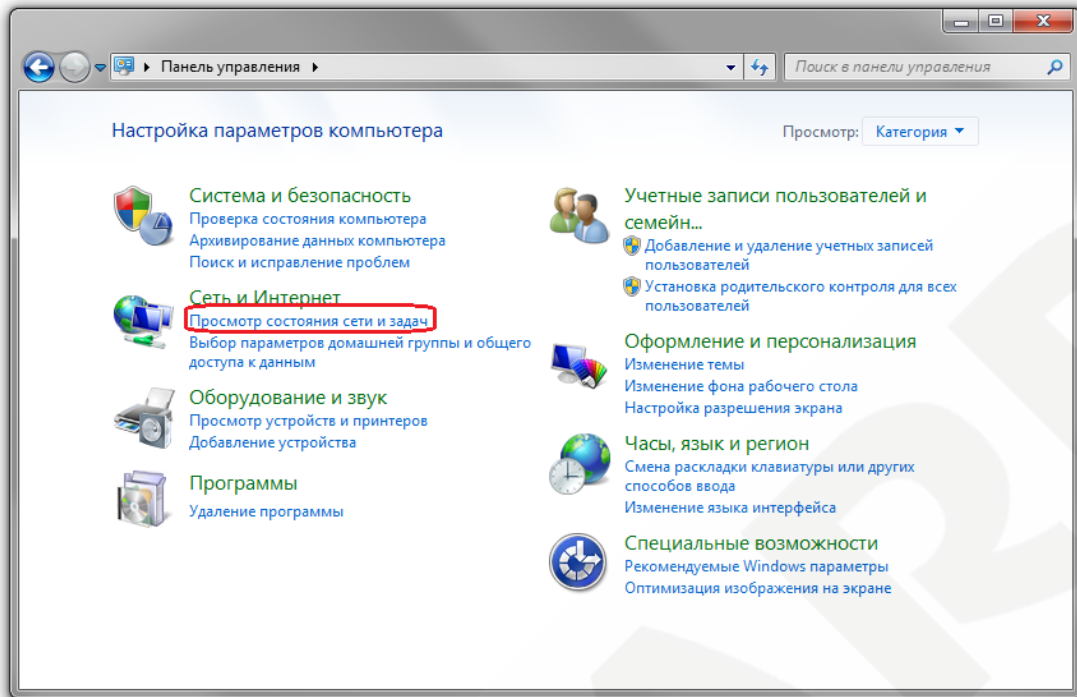 Панель управления
Поиск в панели управления
Настройка параметров компьютера
Просмотр: Категория
Система и безопасность
Проверка состояния компьютера
Архивирование данных компьютера
Поиск и исправление проблем
Сеть и Интернет
Просмотр состояния сети и задач
Выбор параметров домашней группы и общего
доступа к данным
Оборудование и звук
Просмотр устройств и принтеров
Добавление устройства
Программы
Удаление программы
Учетные записи пользователей и
семейн...
Добавление и удаление учетных записей
пользователей
Установка родительского контроля для всех
пользователей
Оформление и персонализация
Изменение темы
Изменение фона рабочего стола
Настройка разрешения экрана
Часы, язык и регион
Смена раскладки клавиатуры или других
способов ввода
Изменение языка интерфейса
Специальные возможности
Рекомендуемые Windows параметры
Оптимизация изображения на экране